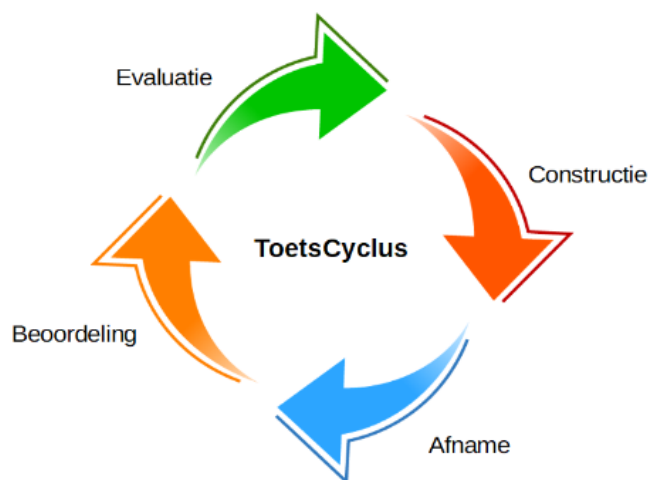 Evaluatie
Constructie
ToetsCyclus
Beoordeling
Afname